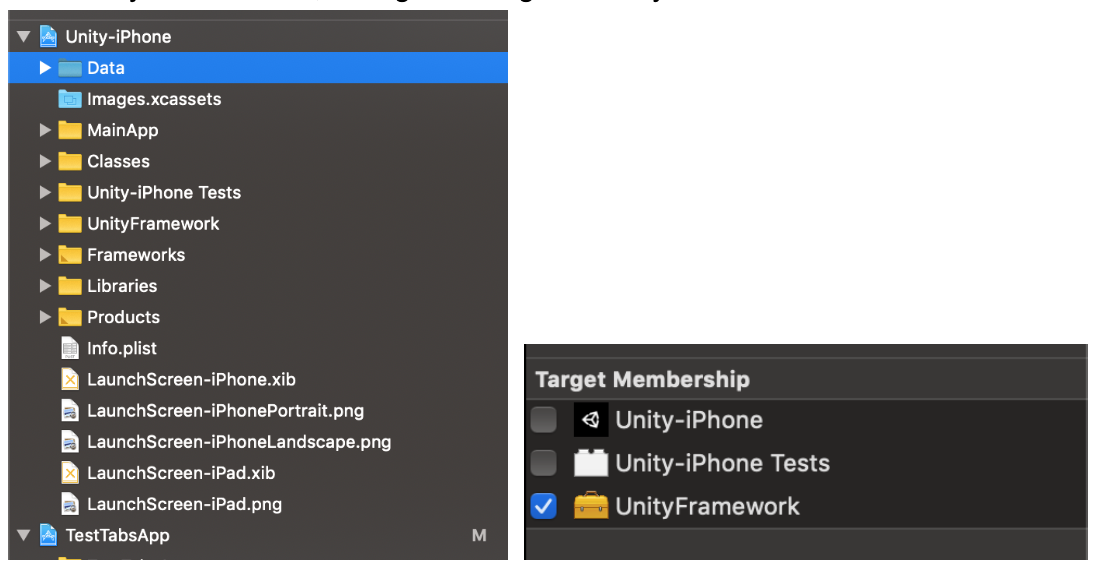 Unity-iPhone
Data
Images.xcassets
MainApp
Classes
Unity-iPhone Tests
UnityFramework
Frameworks
Libraries
Products
Info.plist
LaunchScreen-iPhone.xib
LaunchScreen-iPhonePortrait.png
LaunchScreen-iPhoneLandscape.png
LaunchScreen-iPad.xib
LaunchScreen-iPad.png
TestTabsApp M
Target Membership
Unity-iPhone
Unity-iPhone Tests
UnityFramework